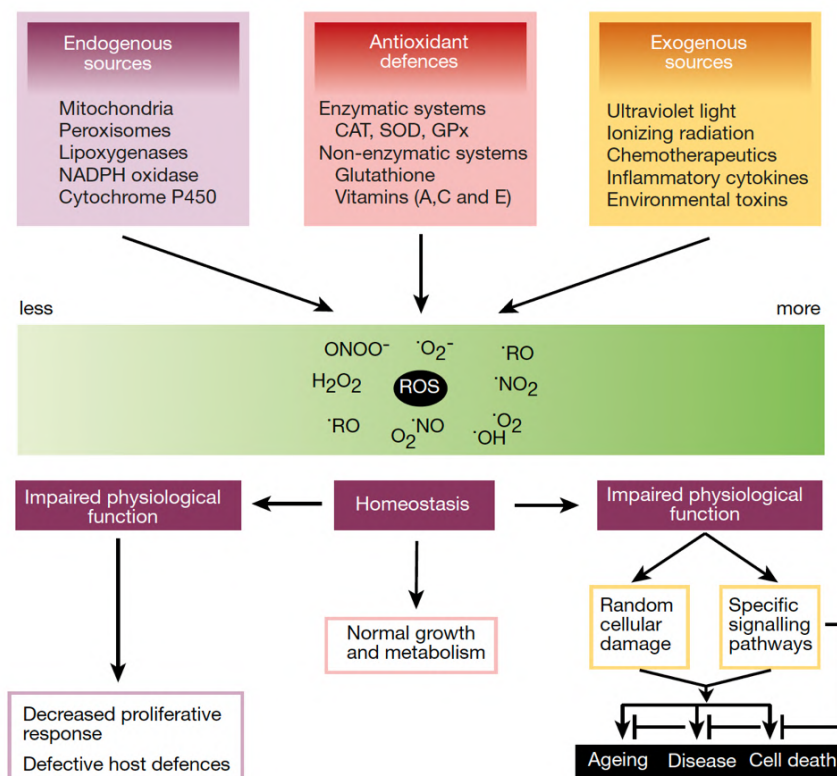 Endogenous
sources
Mitochondria
Peroxisomes
Lipoxygenases
NADPH oxidase
Cytochrome P450
Antioxidant
defences
Enzymatic systems
CAT, SOD, GPx
Non-enzymatic systems
Glutathione
Vitamins (A,C and E)
Exogenous
sources
Ultraviolet light
Ionizing radiation
Chemotherapeutics
Inflammatory cytokines
Environmental toxins
less
more
ONOO⁻
·O₂⁻
·RO
H₂O₂
ROS
·NO₂
·RO
O₂
·NO
·OH
·O₂
Impaired physiological
function
Homeostasis
Impaired physiological
function
Normal growth
and metabolism
Random
cellular
damage
Specific
signalling
pathways
Decreased proliferative
response
Defective host defences
Ageing
Disease
Cell death